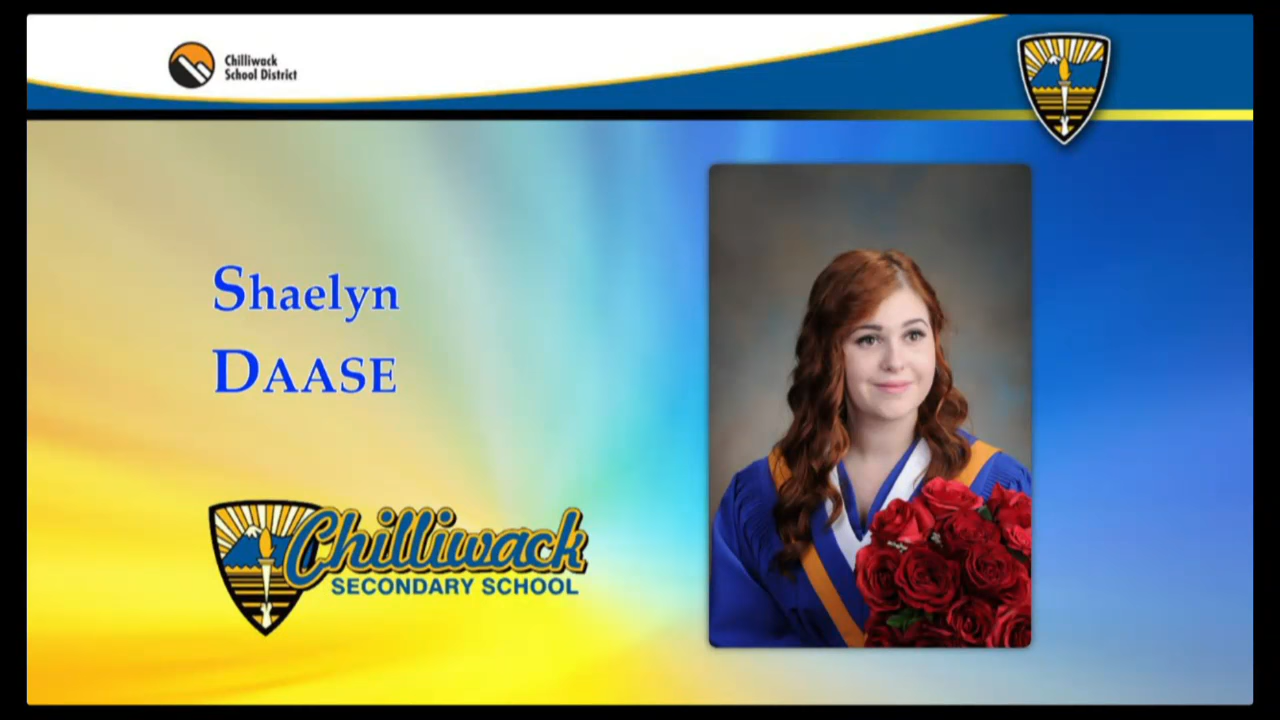 Chilliwack
School District
Shaelyn
DAASE
Chilliwack
SECONDARY SCHOOL